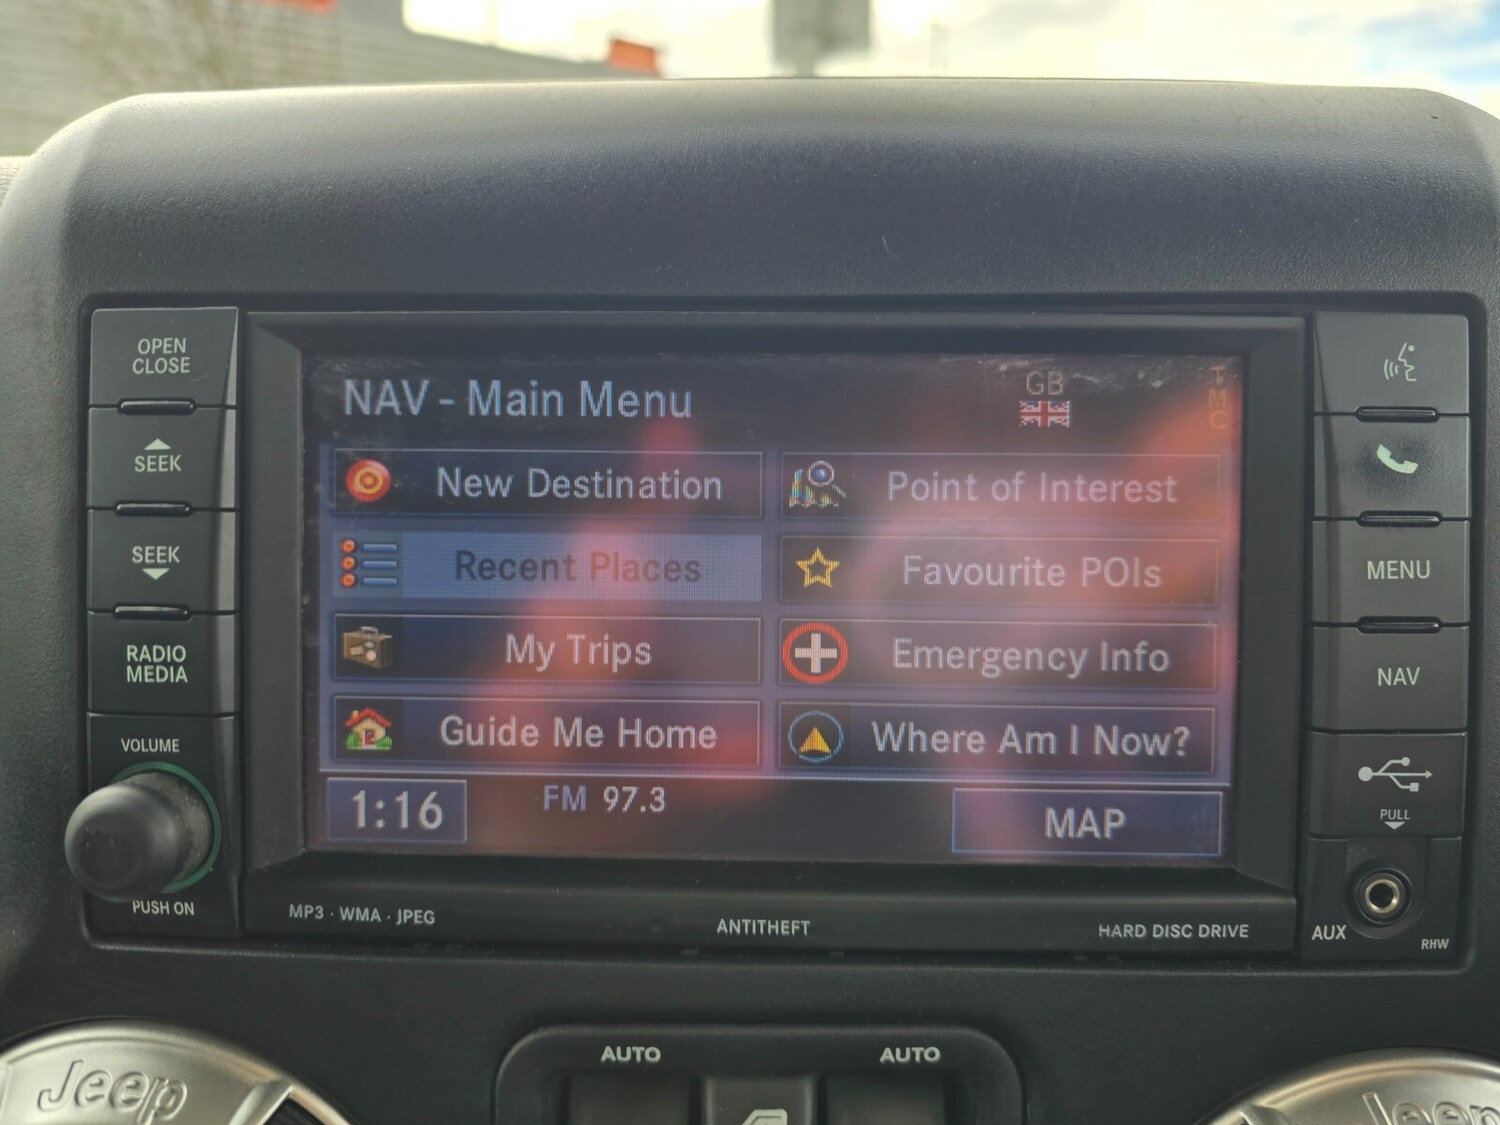 OPEN
CLOSE
SEEK
SEEK
RADIO
MEDIA
VOLUME
PUSH ON
NAV - Main Menu
GB
TMC
New Destination
Point of Interest
Recent Places
Favourite POIs
My Trips
Emergency Info
Guide Me Home
Where Am I Now?
1:16
FM 97.3
MAP
MENU
NAV
PULL
AUX
RHW
MP3 · WMA · JPEG
ANTITHEFT
HARD DISC DRIVE
AUTO
AUTO
Jeep
Jeep